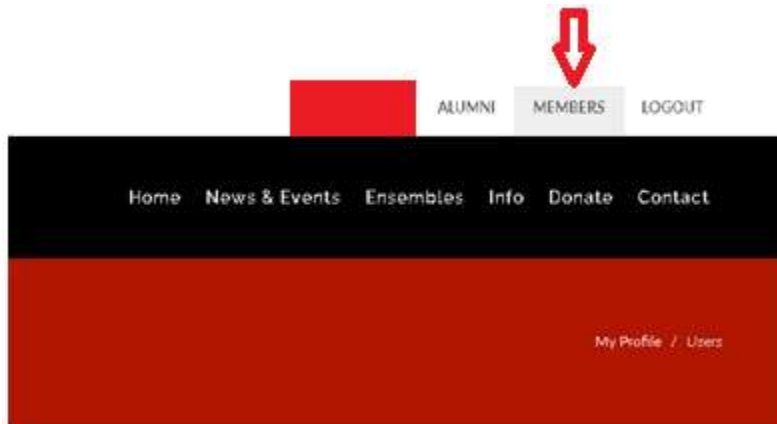 ALUMNI MEMBERS LOGOUT
Home News & Events Ensembles Info Donate Contact
My Profile / Users